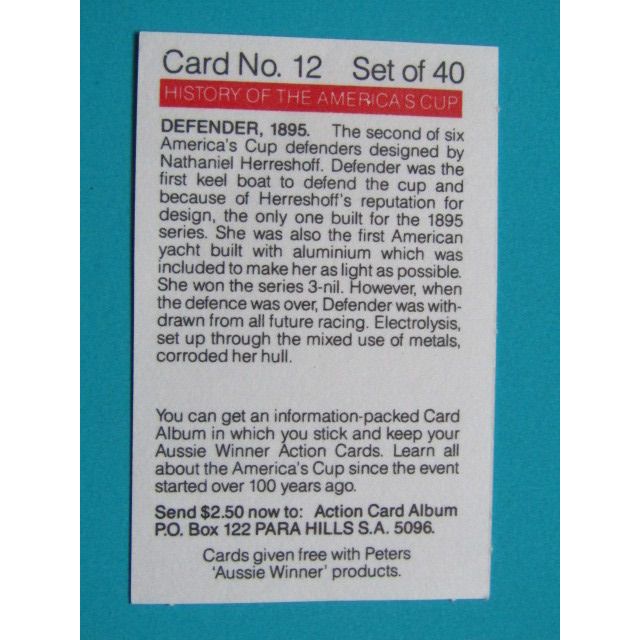 Card No. 12 Set of 40
HISTORY OF THE AMERICA'S CUP
DEFENDER, 1895. The second of six
America's Cup defenders designed by
Nathaniel Herreshoff. Defender was the
first keel boat to defend the cup and
because of Herreshoff's reputation for
design, the only one built for the 1895
series. She was also the first American
yacht built with aluminium which was
included to make her as light as possible.
She won the series 3-nil. However, when
the defence was over, Defender was with-
drawn from all future racing. Electrolysis,
set up through the mixed use of metals,
corroded her hull.
You can get an information-packed Card
Album in which you stick and keep your
Aussie Winner Action Cards. Learn all
about the America's Cup since the event
started over 100 years ago.
Send $2.50 now to: Action Card Album
P.O. Box 122 PARA HILLS S.A. 5096.
Cards given free with Peters
'Aussie Winner' products.